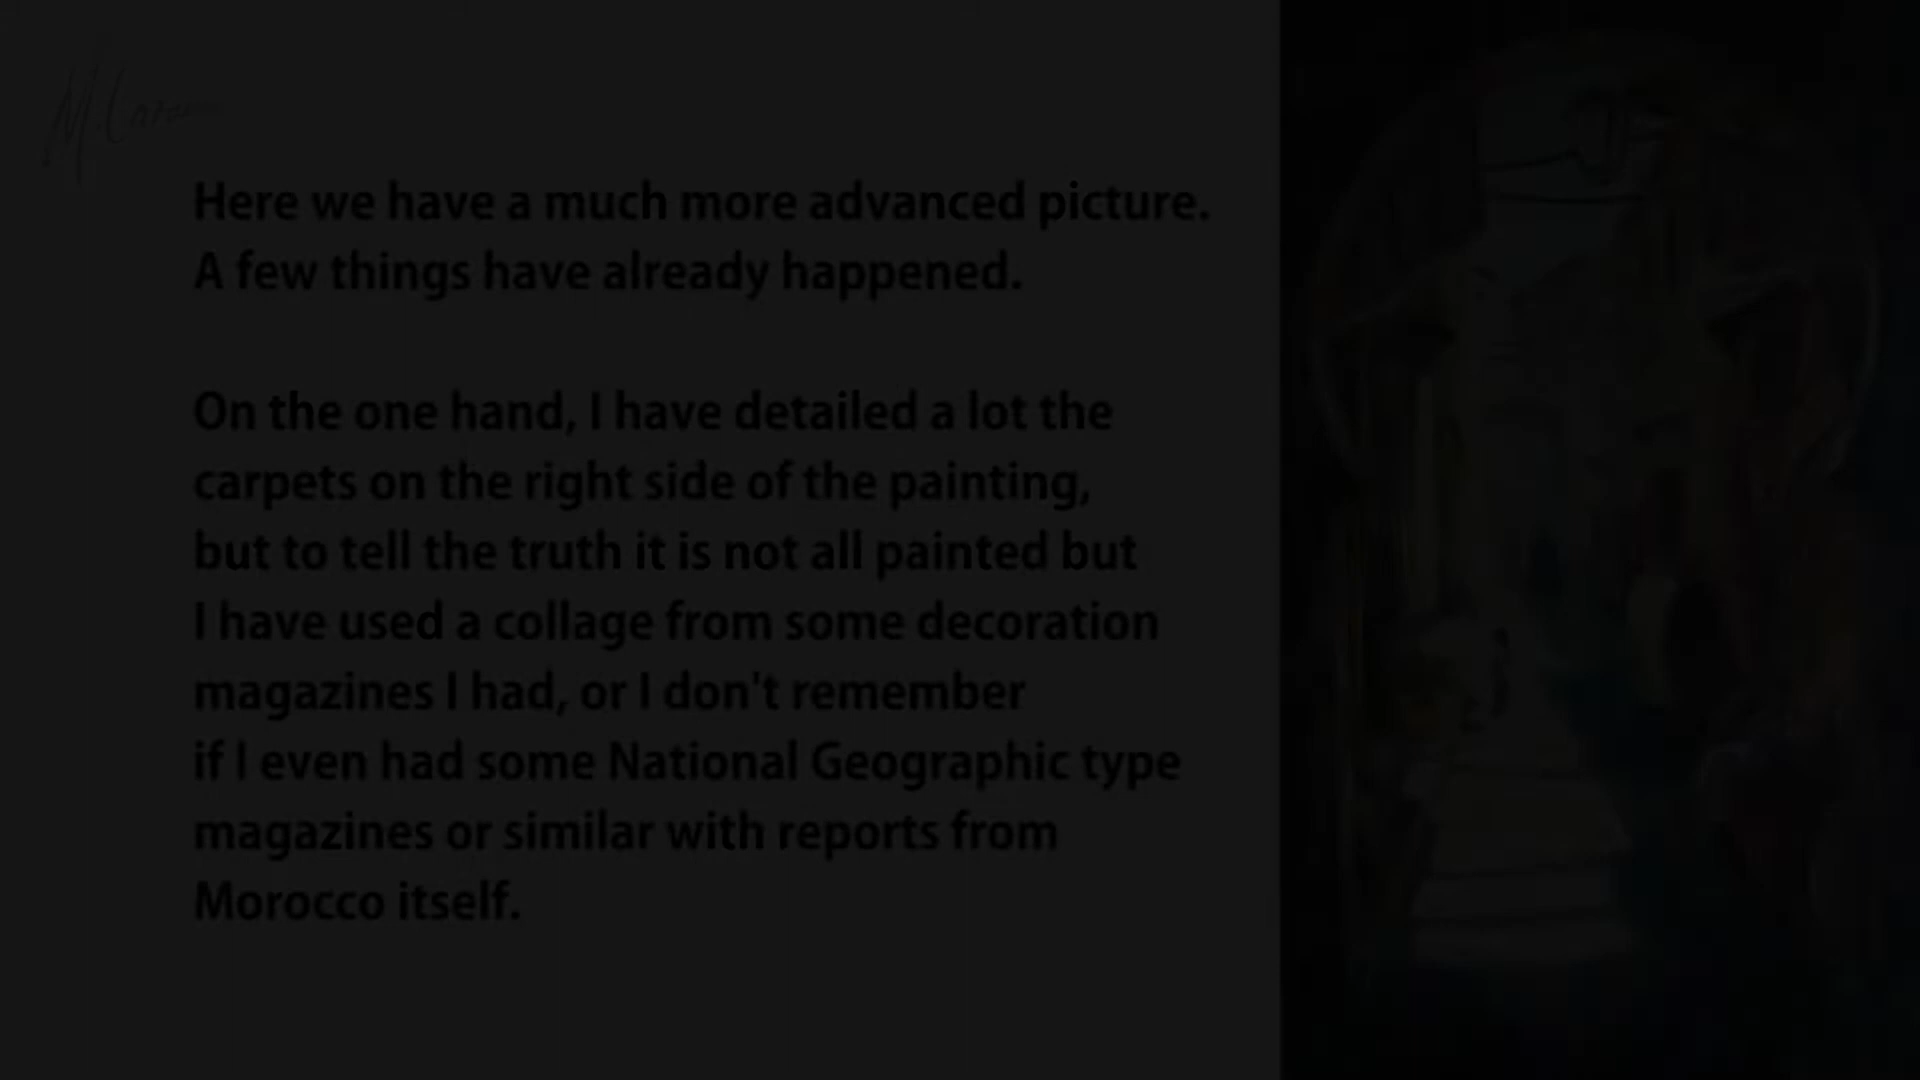 Here we have a much more advanced picture.
A few things have already happened.
On the one hand, I have detailed a lot the
carpets on the right side of the painting,
but to tell the truth it is not all painted but
I have used a collage from some decoration
magazines I had, or I don't remember
if I even had some National Geographic type
magazines or similar with reports from
Morocco itself.